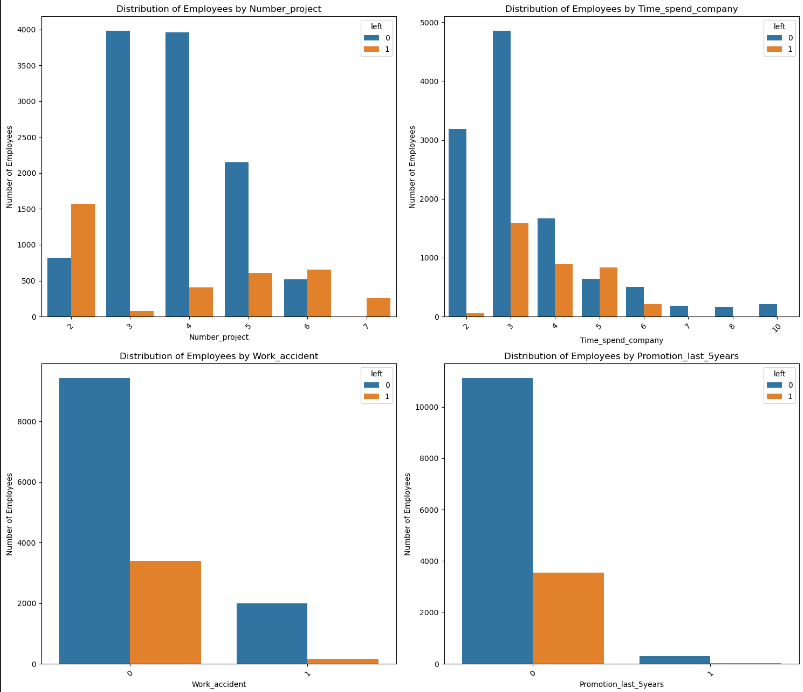 Distribution of Employees by Number_project
left
0
1
4000
3500
3000
2500
2000
1500
1000
500
0
Number of Employees
2 3 4 5 6 7
Number_project
Distribution of Employees by Time_spend_company
left
0
1
5000
4000
3000
2000
1000
0
Number of Employees
2 3 4 5 6 7 8 10
Time_spend_company
Distribution of Employees by Work_accident
left
0
1
8000
6000
4000
2000
0
Number of Employees
0 1
Work_accident
Distribution of Employees by Promotion_last_5years
left
0
1
10000
8000
6000
4000
2000
0
Number of Employees
0 1
Promotion_last_5years